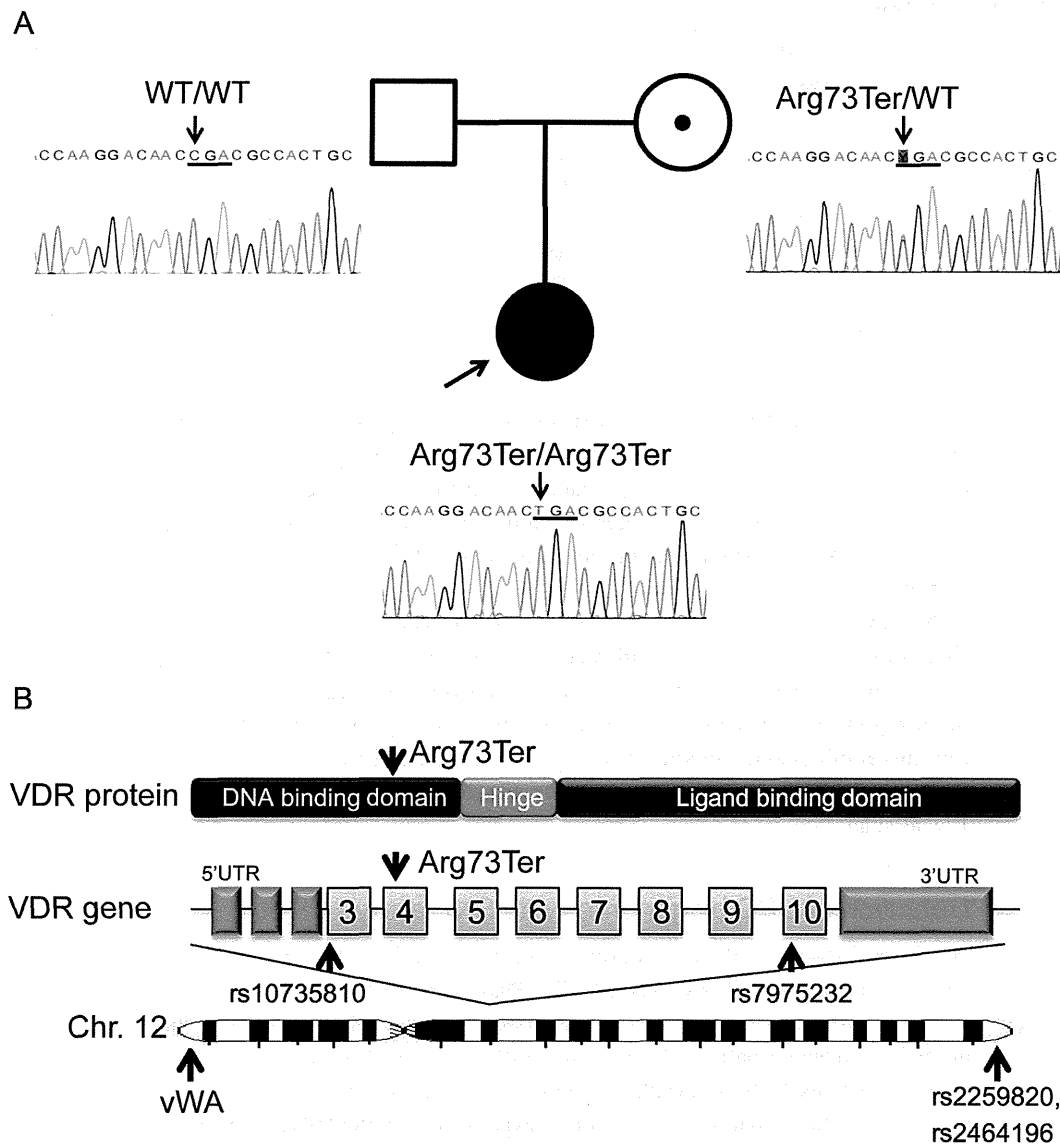 A
WT/WT
CCAAGGACAACCGACGCCACTGC
Arg73Ter/WT
CCAAGGACAACYGACGCCACTGC
Arg73Ter/Arg73Ter
CCAAGGACAACTGACGCCACTGC
B
Arg73Ter
VDR protein
DNA binding domain
Hinge
Ligand binding domain
Arg73Ter
5'UTR
3'UTR
VDR gene
3 4 5 6 7 8 9 10
rs10735810
rs7975232
Chr. 12
vWA
rs2259820,
rs2464196